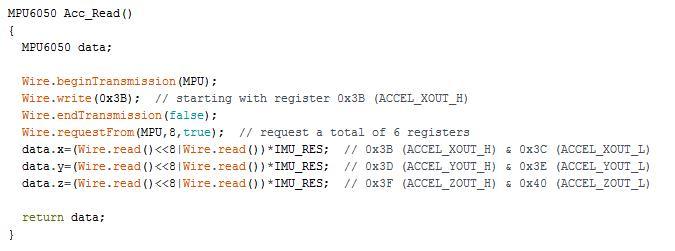 MPU6050 Acc_Read()
{
MPU6050 data;
Wire.beginTransmission(MPU);
Wire.write(0x3B);  // starting with register 0x3B (ACCEL_XOUT_H)
Wire.endTransmission(false);
Wire.requestFrom(MPU,8,true);  // request a total of 6 registers
data.x=(Wire.read()<<8|Wire.read())*IMU_RES;  // 0x3B (ACCEL_XOUT_H) & 0x3C (ACCEL_XOUT_L)
data.y=(Wire.read()<<8|Wire.read())*IMU_RES;  // 0x3D (ACCEL_YOUT_H) & 0x3E (ACCEL_YOUT_L)
data.z=(Wire.read()<<8|Wire.read())*IMU_RES;  // 0x3F (ACCEL_ZOUT_H) & 0x40 (ACCEL_ZOUT_L)
return data;
}